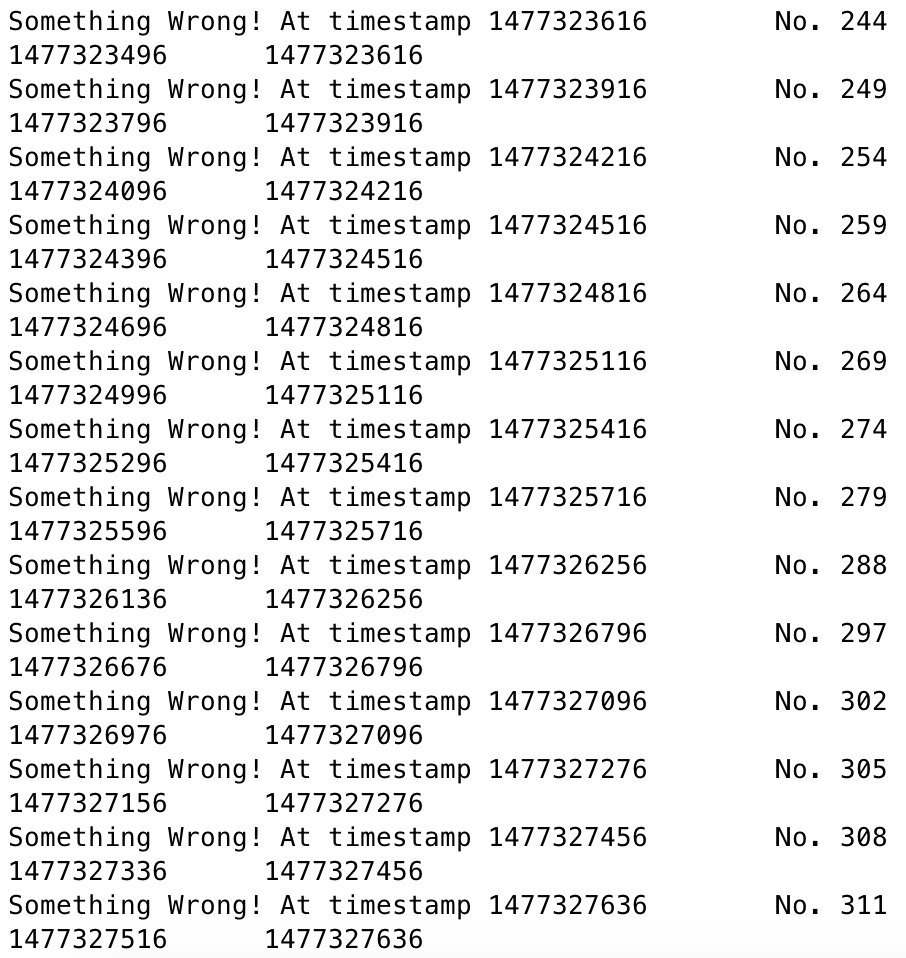 Something Wrong! At timestamp 1477323616 No. 244
1477323496 1477323616
Something Wrong! At timestamp 1477323916 No. 249
1477323796 1477323916
Something Wrong! At timestamp 1477324216 No. 254
1477324096 1477324216
Something Wrong! At timestamp 1477324516 No. 259
1477324396 1477324516
Something Wrong! At timestamp 1477324816 No. 264
1477324696 1477324816
Something Wrong! At timestamp 1477325116 No. 269
1477324996 1477325116
Something Wrong! At timestamp 1477325416 No. 274
1477325296 1477325416
Something Wrong! At timestamp 1477325716 No. 279
1477325596 1477325716
Something Wrong! At timestamp 1477326256 No. 288
1477326136 1477326256
Something Wrong! At timestamp 1477326796 No. 297
1477326676 1477326796
Something Wrong! At timestamp 1477327096 No. 302
1477326976 1477327096
Something Wrong! At timestamp 1477327276 No. 305
1477327156 1477327276
Something Wrong! At timestamp 1477327456 No. 308
1477327336 1477327456
Something Wrong! At timestamp 1477327636 No. 311
1477327516 1477327636